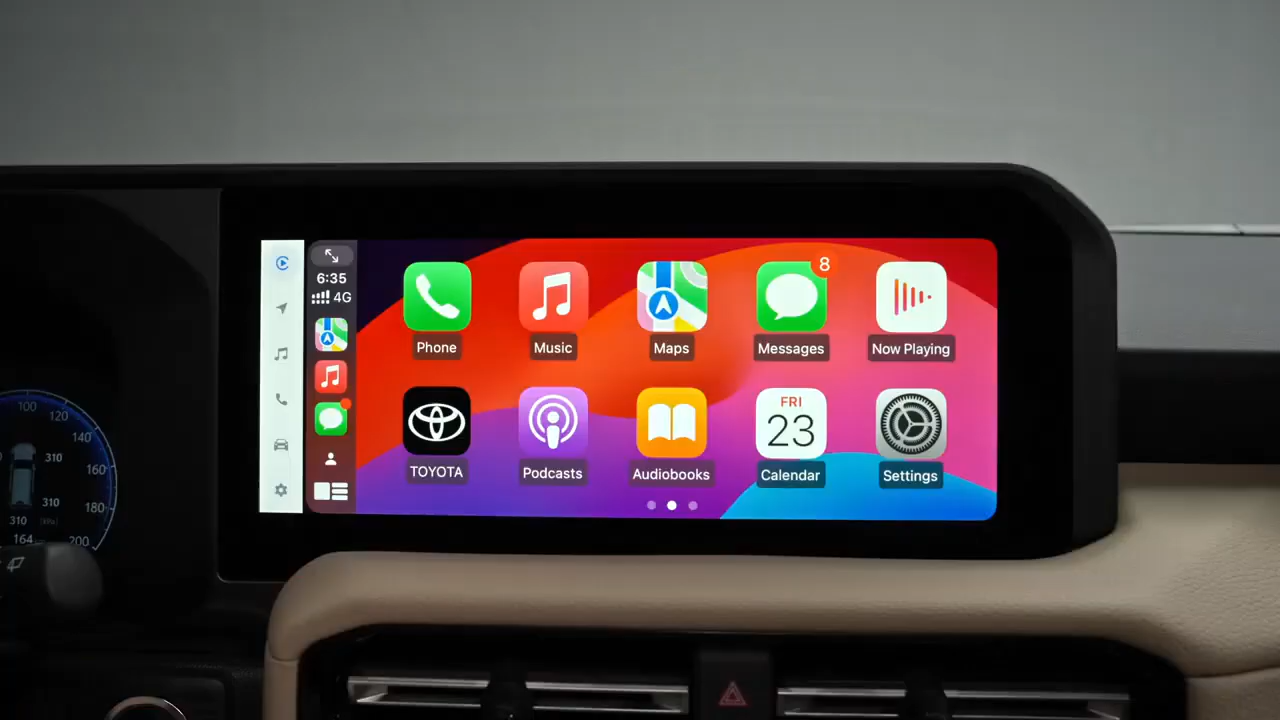 6:35
4G
8
Phone
Music
Maps
Messages
Now Playing
FRI
23
TOYOTA
Podcasts
Audiobooks
Calendar
Settings
100
120
140
160
180
200
310
310
310
164